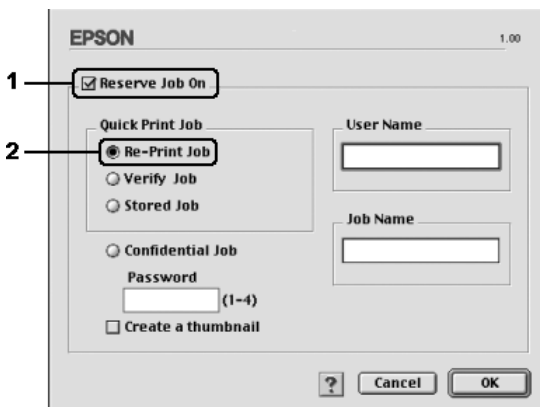 EPSON
1.00
1
Reserve Job On
Quick Print Job
2
Re-Print Job
Verify Job
Stored Job
Confidential Job
Password
(1-4)
Create a thumbnail
User Name
Job Name
?
Cancel
OK